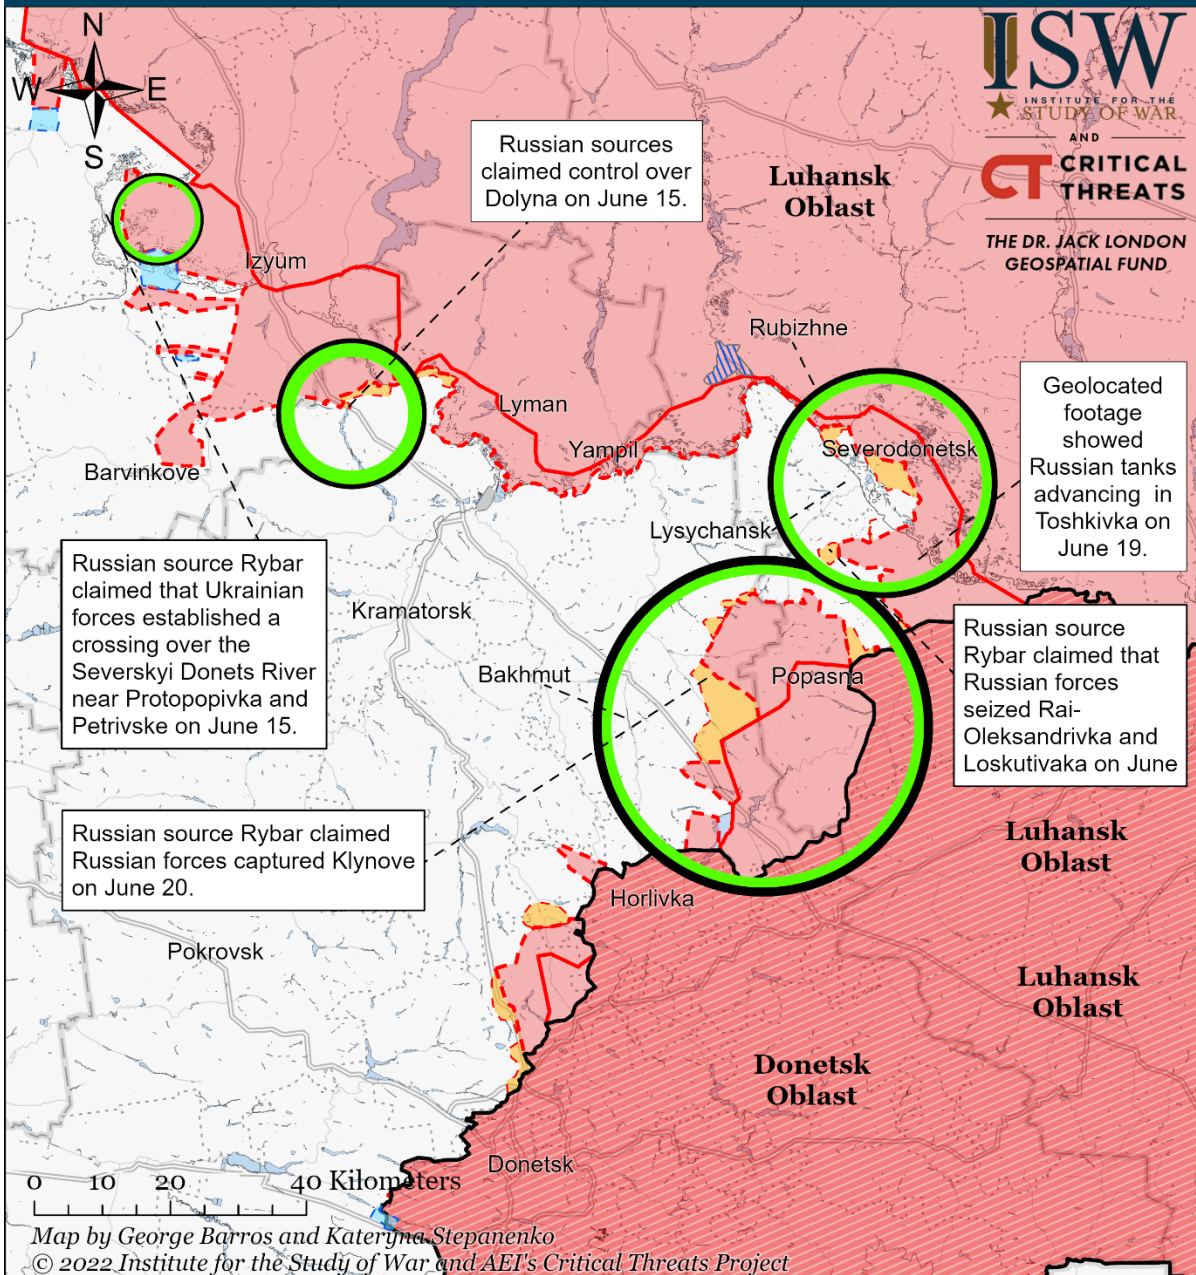 N
W
E
S
ISW
INSTITUTE FOR THE
STUDY OF WAR
AND
CT CRITICAL
THREATS
THE DR. JACK LONDON
GEOSPATIAL FUND
Russian sources
claimed control over
Dolyna on June 15.
Luhansk
Oblast
Izyum
Rubizhne
Geolocated
footage
showed
Russian tanks
advancing in
Toshkivka on
June 19.
Lyman
Yampil
Severodonetsk
Barvinkove
Lysychansk
Russian source Rybar
claimed that Ukrainian
forces established a
crossing over the
Severskyi Donets River
near Protopopivka and
Petrivske on June 15.
Kramatorsk
Bakhmut
Popasna
Russian source
Rybar claimed that
Russian forces
seized Rai-
Oleksandrivka and
Loskutivaka on June
Russian source Rybar claimed
Russian forces captured Klynove
on June 20.
Luhansk
Oblast
Horlivka
Pokrovsk
Luhansk
Oblast
Donetsk
Oblast
Donetsk
0 10 20 40 Kilometers
Map by George Barros and Kateryna Stepanenko
© 2022 Institute for the Study of War and AEI's Critical Threats Project